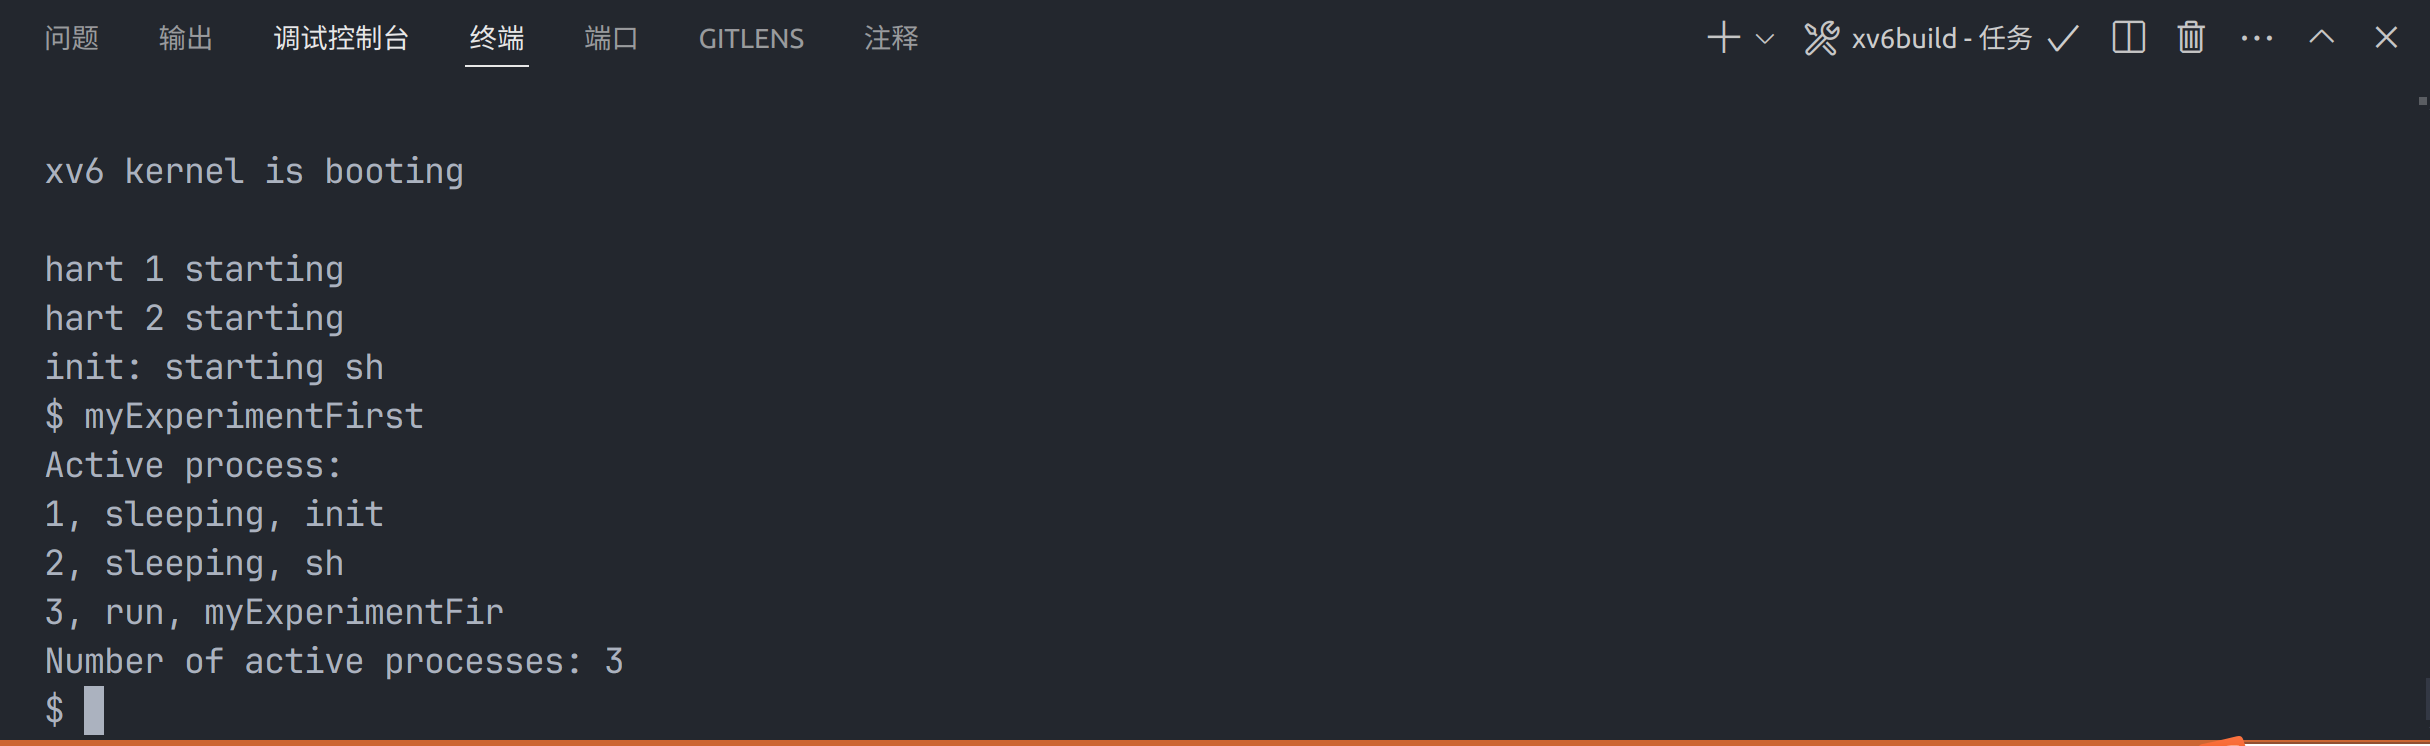 问题 输出 调试控制台 终端 端口 GITLENS 注释 xv6build - 任务
xv6 kernel is booting
hart 1 starting
hart 2 starting
init: starting sh
$ myExperimentFirst
Active process:
1, sleeping, init
2, sleeping, sh
3, run, myExperimentFir
Number of active processes: 3
$